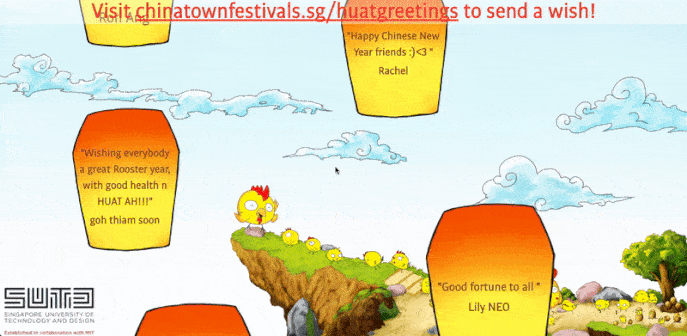 Visit chinatownfestivals.sg/huatgreetings to send a wish!
Ron Ang
"Happy Chinese New
Year friends :)<3 "
Rachel
"Wishing everybody
a great Rooster year,
with good health n
HUAT AH!!!"
goh thiam soon
"Good fortune to all "
Lily NEO
SUTD
SINGAPORE UNIVERSITY OF
TECHNOLOGY AND DESIGN
Established in collaboration with MIT